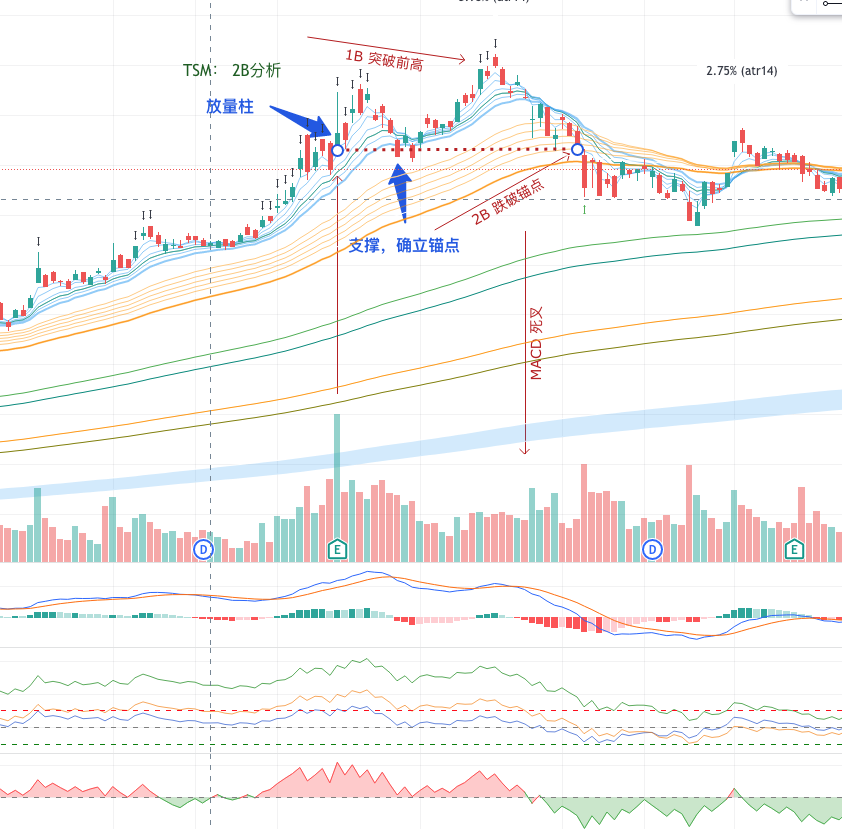 1B 突破前高
TSM： 2B分析
2.75% (atr14)
放量柱
2B 跌破锚点
支撑，确立锚点
MACD 死叉
D
E
D
E